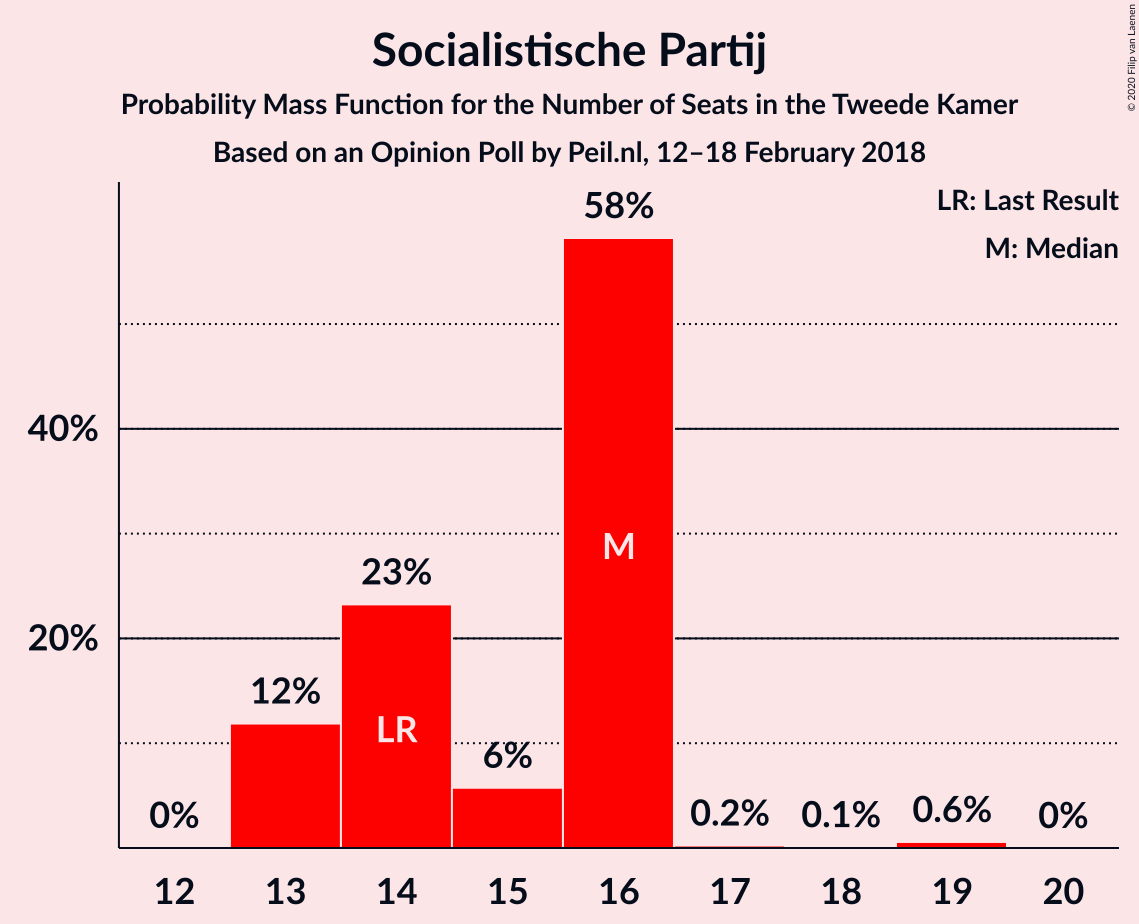 Socialistische Partij
Probability Mass Function for the Number of Seats in the Tweede Kamer
Based on an Opinion Poll by Peil.nl, 12–18 February 2018
© 2020 Filip van Laenen
LR: Last Result
M: Median
58%
40%
M
23%
20%
12%
LR
6%
0%
0.2%
0.1%
0.6%
0%
12 13 14 15 16 17 18 19 20